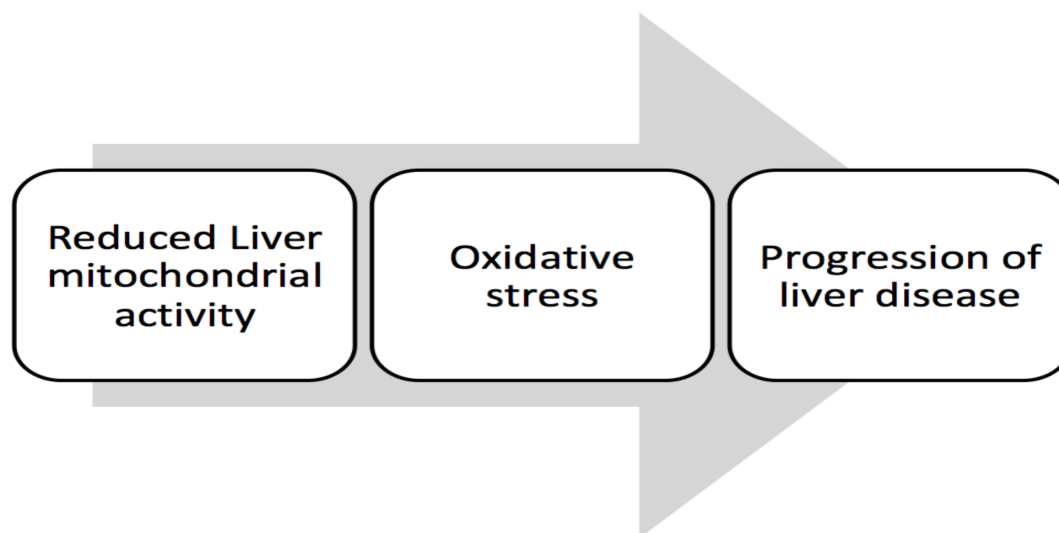 Reduced Liver
mitochondrial
activity
Oxidative
stress
Progression of
liver disease